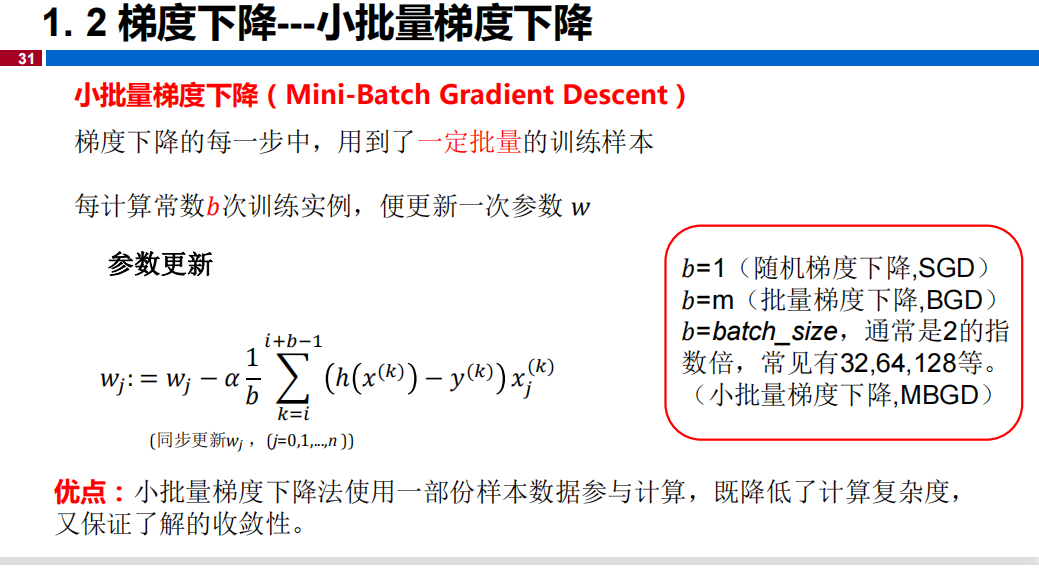 1. 2 梯度下降---小批量梯度下降
31
小批量梯度下降（Mini-Batch Gradient Descent）
梯度下降的每一步中，用到了一定批量的训练样本
每计算常数b次训练实例，便更新一次参数 w
参数更新
b=1（随机梯度下降,SGD）
b=m（批量梯度下降,BGD）
b=batch_size，通常是2的指
数倍，常见有32,64,128等。
（小批量梯度下降,MBGD）
w_j := w_j − α \frac{1}{b} \sum_{k=i}^{i+b−1} (h(x^{(k)}) − y^{(k)}) x_j^{(k)}
(同步更新w_j ，(j=0,1,...,n ))
优点：小批量梯度下降法使用一部份样本数据参与计算，既降低了计算复杂度，
又保证了解的收敛性。